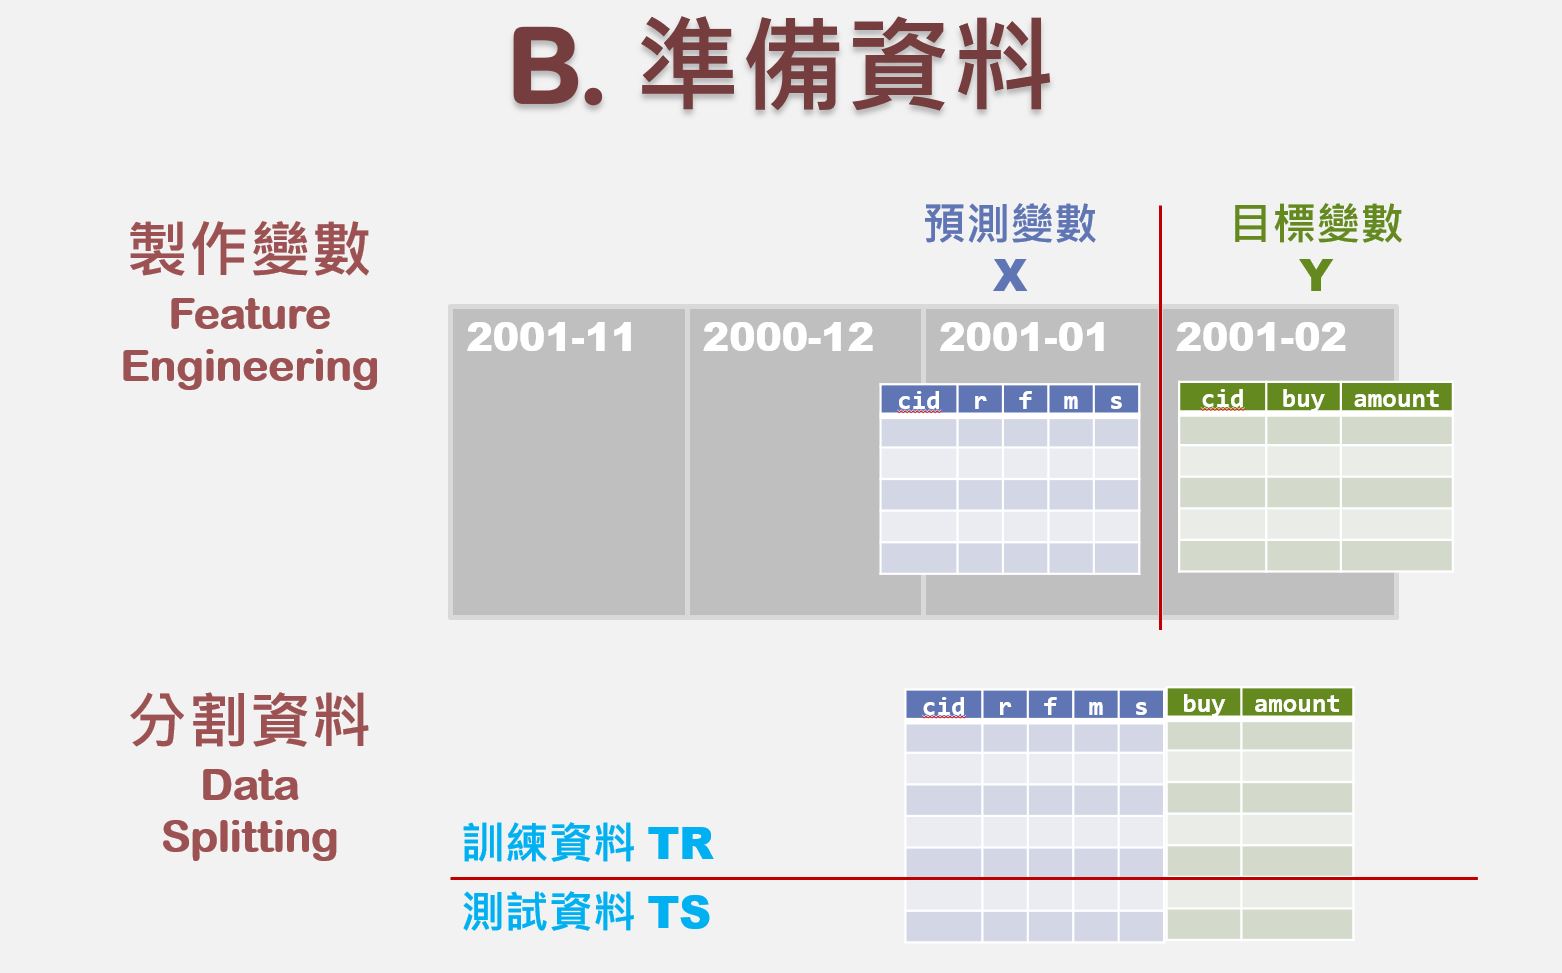 B. 準備資料
製作變數
Feature
Engineering
預測變數
X
目標變數
Y
2001-11 2000-12 2001-01 2001-02
cid r f m s
cid buy amount
分割資料
Data
Splitting
cid r f m s buy amount
訓練資料 TR
測試資料 TS